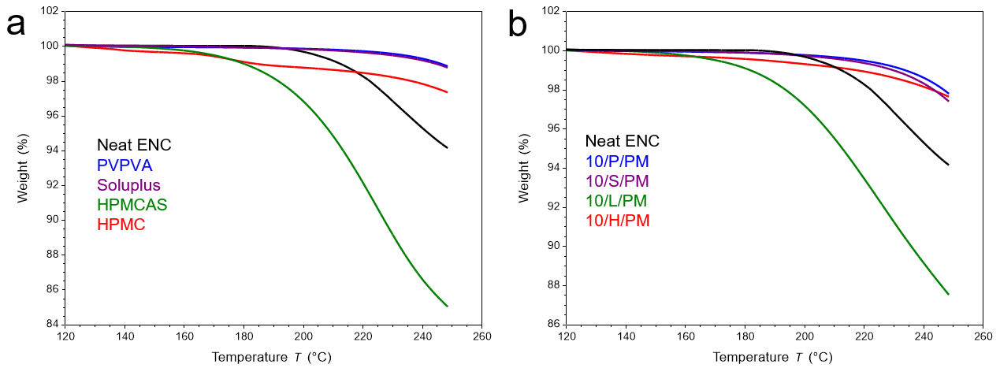 a
102
100
98
96
94
92
90
88
86
84
Weight (%)
Neat ENC
PVPVA
Soluplus
HPMCAS
HPMC
120 140 160 180 200 220 240 260
Temperature T (°C)
b
102
100
98
96
94
92
90
88
86
Weight (%)
Neat ENC
10/P/PM
10/S/PM
10/L/PM
10/H/PM
120 140 160 180 200 220 240 260
Temperature T (°C)